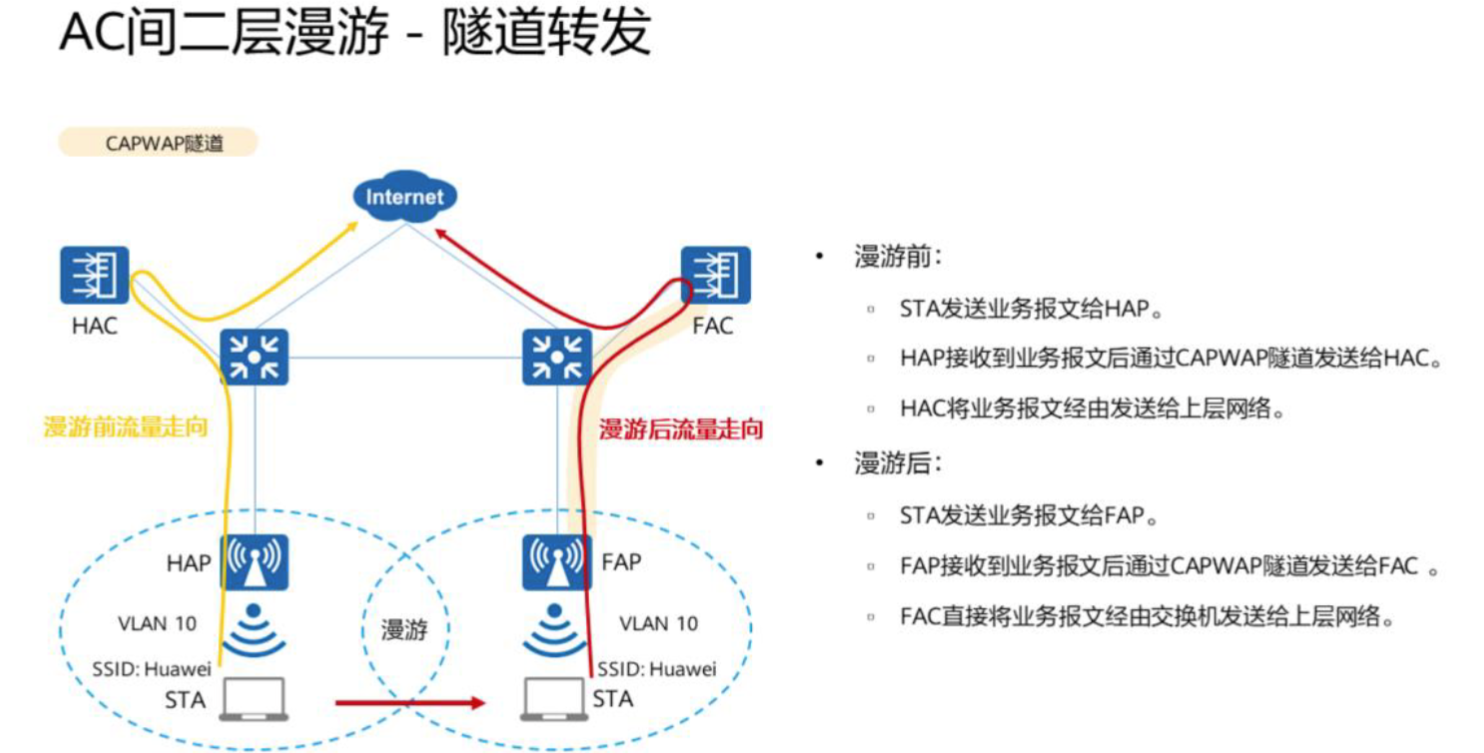 AC间二层漫游 - 隧道转发
CAPWAP隧道
Internet
HAC
FAC
漫游前流量走向
漫游后流量走向
HAP
FAP
VLAN 10
漫游
VLAN 10
SSID: Huawei
SSID: Huawei
STA
STA
• 漫游前：
▫ STA发送业务报文给HAP。
▫ HAP接收到业务报文后通过CAPWAP隧道发送给HAC。
▫ HAC将业务报文经由发送给上层网络。
• 漫游后：
▫ STA发送业务报文给FAP。
▫ FAP接收到业务报文后通过CAPWAP隧道发送给FAC 。
▫ FAC直接将业务报文经由交换机发送给上层网络。